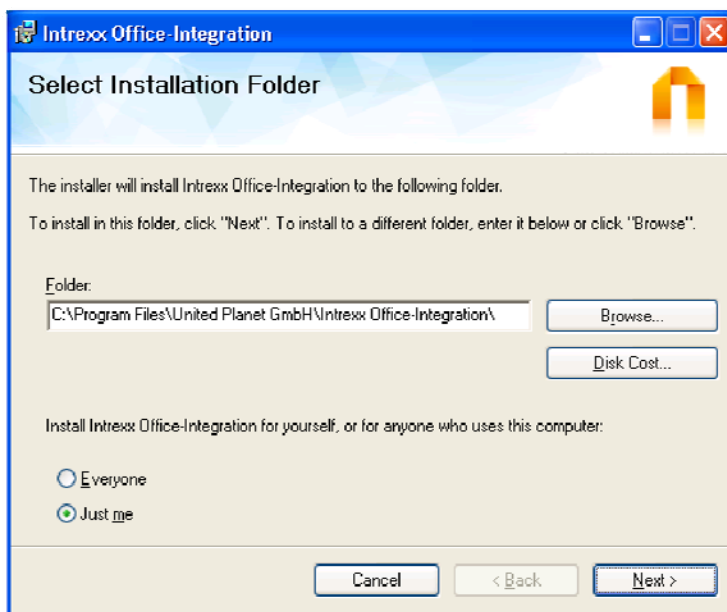 Intrexx Office-Integration
Select Installation Folder
The installer will install Intrexx Office-Integration to the following folder.
To install in this folder, click "Next". To install to a different folder, enter it below or click "Browse".
Folder:
C:\Program Files\United Planet GmbH\Intrexx Office-Integration\
Browse...
Disk Cost...
Install Intrexx Office-Integration for yourself, or for anyone who uses this computer:
Everyone
Just me
Cancel
< Back
Next >